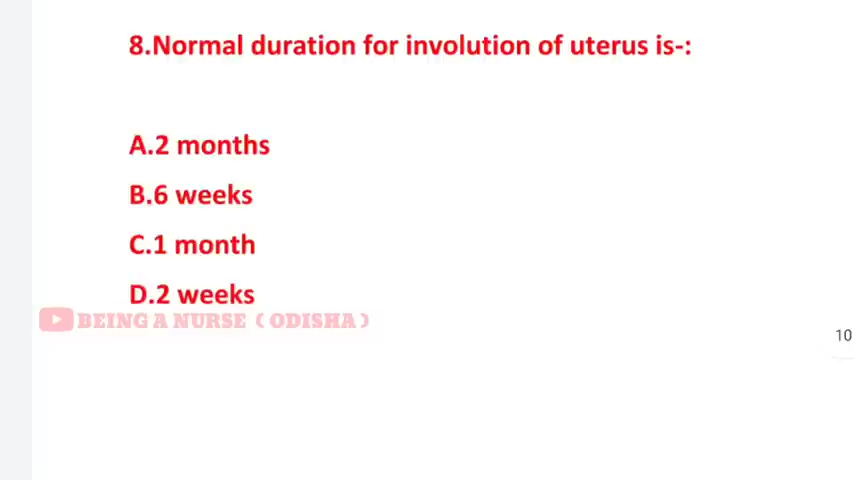 8.Normal duration for involution of uterus is-:
A.2 months
B.6 weeks
C.1 month
D.2 weeks
BEING A NURSE ( ODISHA )
10